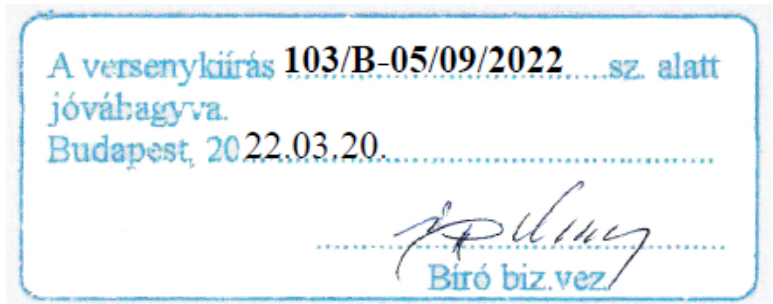 A versenykiírás 103/B-05/09/2022.....sz. alatt
jóváhagyva.
Budapest, 2022.03.20.
Bíró biz.vez.